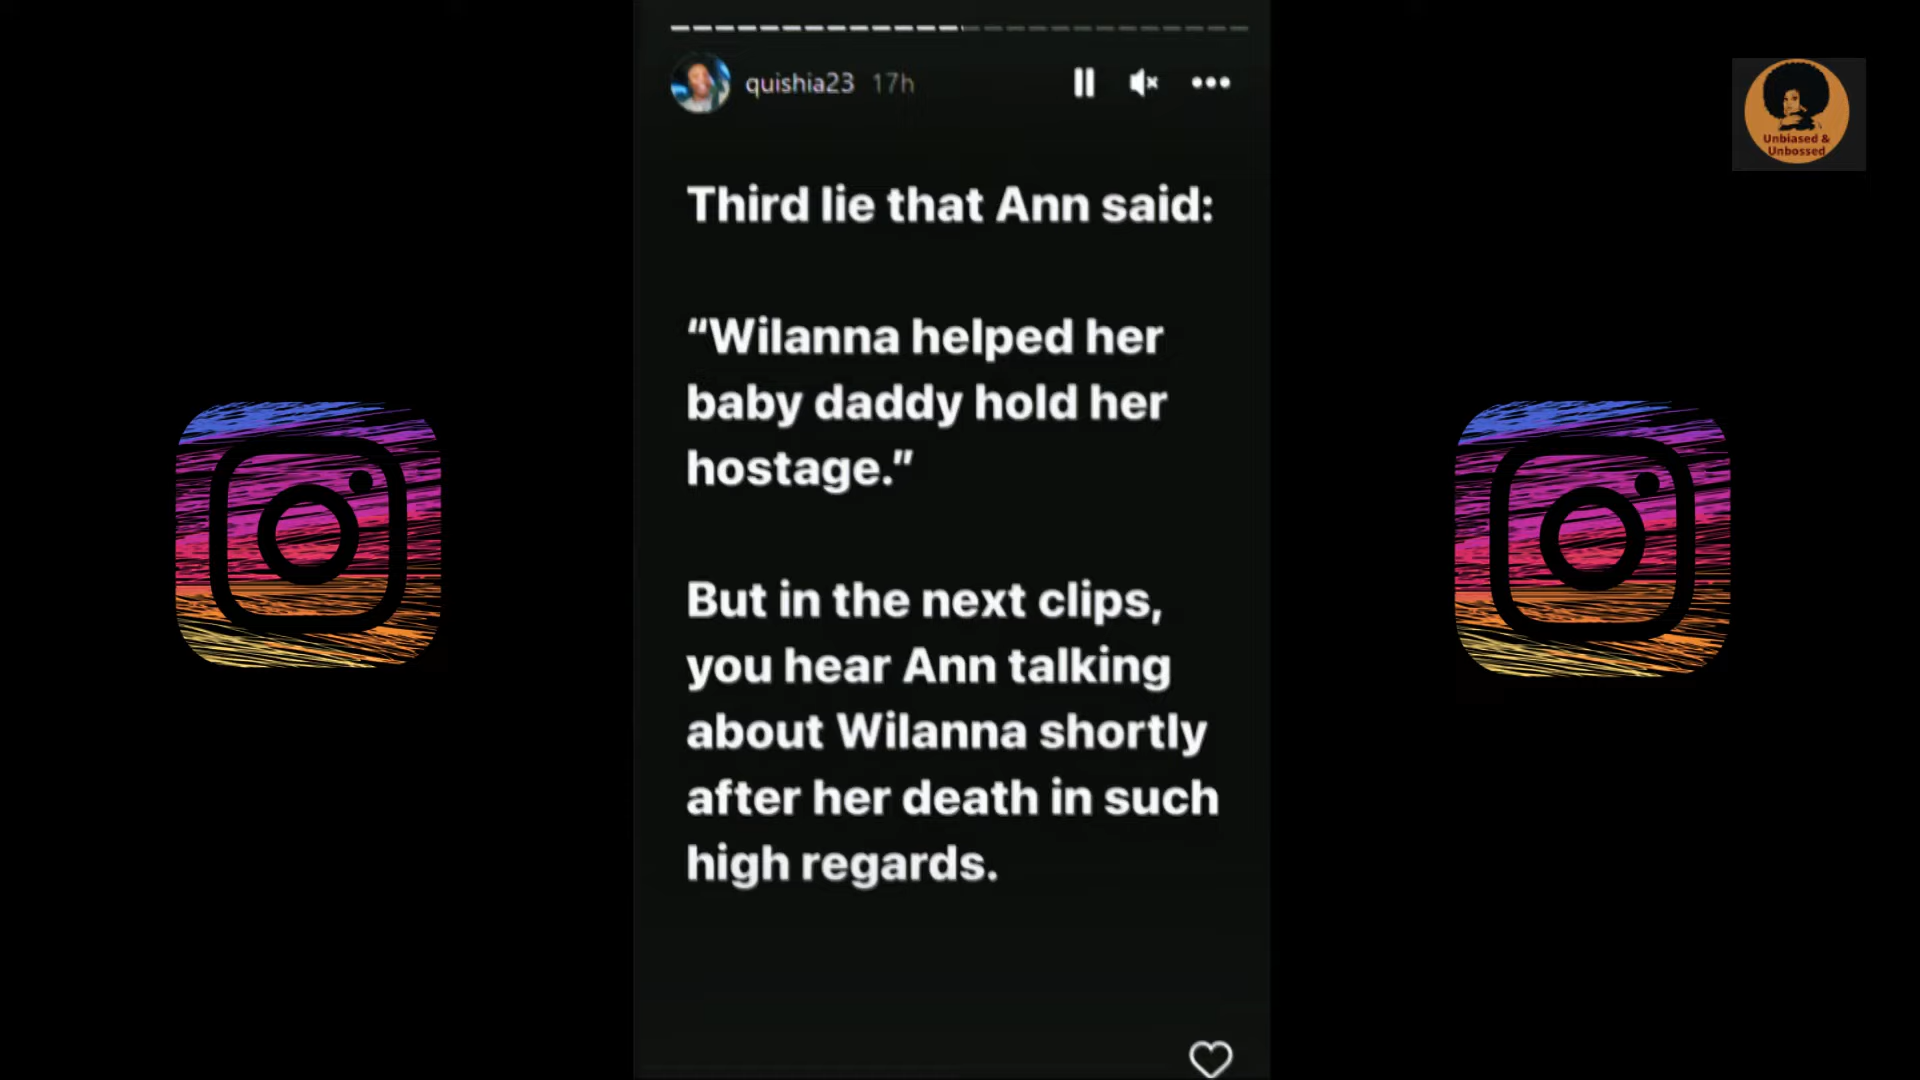 quishia23 17h
Unbiased &
Unbossed
Third lie that Ann said:
“Wilanna helped her
baby daddy hold her
hostage.”
But in the next clips,
you hear Ann talking
about Wilanna shortly
after her death in such
high regards.